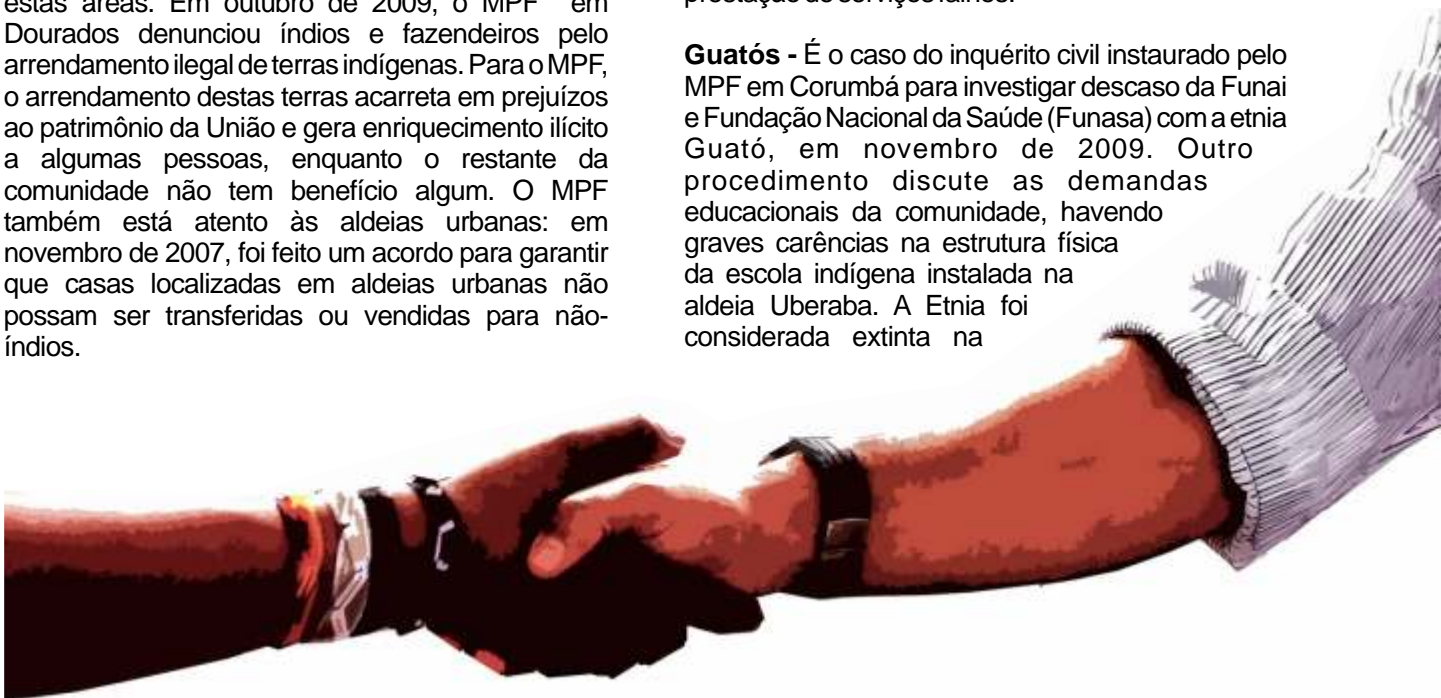 estas áreas. Em outubro de 2009, o MPF em
Dourados denunciou índios e fazendeiros pelo
arrendamento ilegal de terras indígenas. Para o MPF,
o arrendamento destas terras acarreta em prejuízos
ao patrimônio da União e gera enriquecimento ilícito
a algumas pessoas, enquanto o restante da
comunidade não tem benefício algum. O MPF
também está atento às aldeias urbanas: em
novembro de 2007, foi feito um acordo para garantir
que casas localizadas em aldeias urbanas não
possam ser transferidas ou vendidas para não-
índios.
prestação de serviços falhos.
Guatós - É o caso do inquérito civil instaurado pelo
MPF em Corumbá para investigar descaso da Funai
e Fundação Nacional da Saúde (Funasa) com a etnia
Guató, em novembro de 2009. Outro
procedimento discute as demandas
educacionais da comunidade, havendo
graves carências na estrutura física
da escola indígena instalada na
aldeia Uberaba. A Etnia foi
considerada extinta na